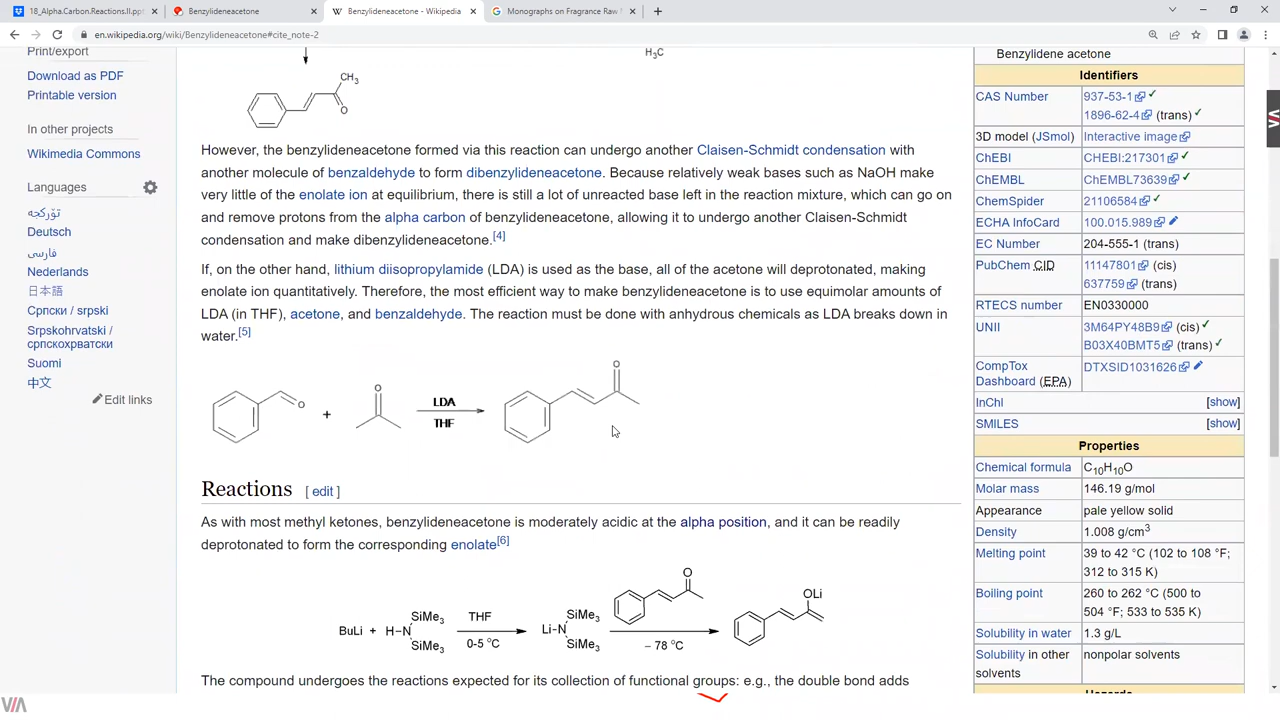 18_Alpha.Carbon.Reactions.II.ppt
Benzylideneacetone
Benzylideneacetone - Wikipedia
Monographs on Fragrance Raw M
en.wikipedia.org/wiki/Benzylideneacetone#cite_note-2
Print/export
Download as PDF
Printable version
In other projects
Wikimedia Commons
Languages
تۆرکجه
Deutsch
فارسی
Nederlands
日本語
Српски / srpski
Srpskohrvatski /
српскохрватски
Suomi
中文
Edit links
H₃C
CH₃
O
However, the benzylideneacetone formed via this reaction can undergo another Claisen-Schmidt condensation with
another molecule of benzaldehyde to form dibenzylideneacetone. Because relatively weak bases such as NaOH make
very little of the enolate ion at equilibrium, there is still a lot of unreacted base left in the reaction mixture, which can go on
and remove protons from the alpha carbon of benzylideneacetone, allowing it to undergo another Claisen-Schmidt
condensation and make dibenzylideneacetone.[4]
If, on the other hand, lithium diisopropylamide (LDA) is used as the base, all of the acetone will deprotonated, making
enolate ion quantitatively. Therefore, the most efficient way to make benzylideneacetone is to use equimolar amounts of
LDA (in THF), acetone, and benzaldehyde. The reaction must be done with anhydrous chemicals as LDA breaks down in
water.[5]
O + O LDA O
THF
Reactions [ edit ]
As with most methyl ketones, benzylideneacetone is moderately acidic at the alpha position, and it can be readily
deprotonated to form the corresponding enolate[6]
O
OLi
SiMe₃ THF SiMe₃
BuLi + H–N Li–N
SiMe₃ 0-5 °C SiMe₃ – 78 °C
The compound undergoes the reactions expected for its collection of functional groups: e.g., the double bond adds
Benzylidene acetone
Identifiers
CAS Number 937-53-1 ✓
1896-62-4 (trans) ✓
3D model (JSmol) Interactive image
ChEBI CHEBI:217301 ✓
ChEMBL ChEMBL73639 ✓
ChemSpider 21106584 ✓
ECHA InfoCard 100.015.989
EC Number 204-555-1 (trans)
PubChem CID 11147801 (cis)
637759 (trans)
RTECS number EN0330000
UNII 3M64PY48B9 (cis) ✓
B03X40BMT5 (trans) ✓
CompTox DTXSID1031626
Dashboard (EPA)
InChI [show]
SMILES [show]
Properties
Chemical formula C₁₀H₁₀O
Molar mass 146.19 g/mol
Appearance pale yellow solid
Density 1.008 g/cm³
Melting point 39 to 42 °C (102 to 108 °F;
312 to 315 K)
Boiling point 260 to 262 °C (500 to
504 °F; 533 to 535 K)
Solubility in water 1.3 g/L
Solubility in other nonpolar solvents
solvents
VIA